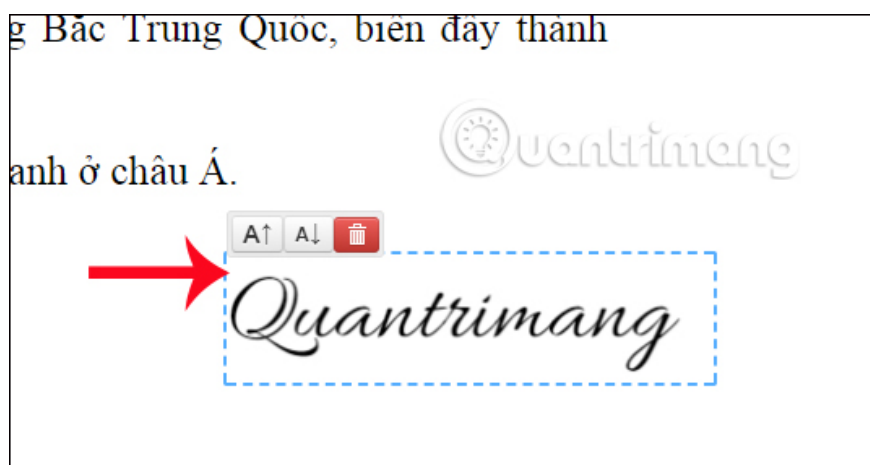 g Bắc Trung Quốc, biến đây thành
Quantrimang
anh ở châu Á.
A↑ A↓
Quantrimang